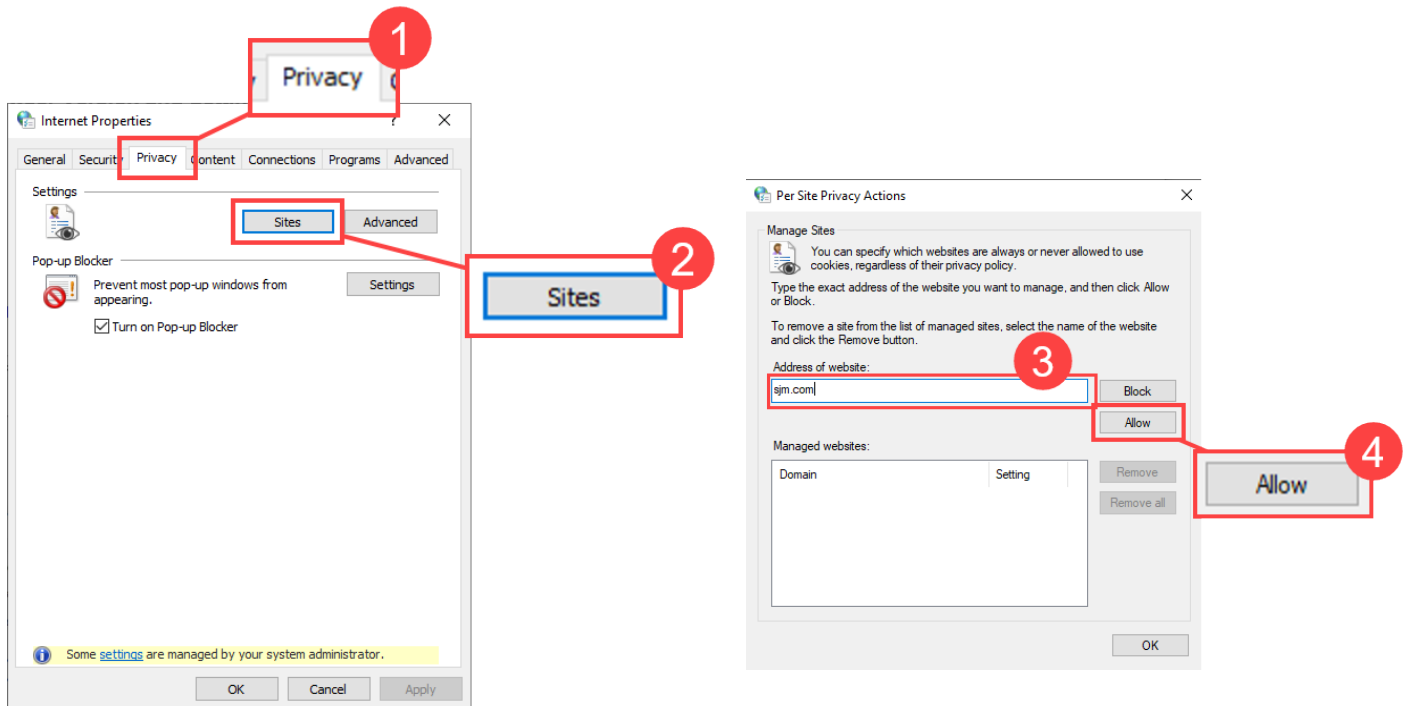 1
Privacy
Internet Properties
?
General Security Privacy Content Connections Programs Advanced
Settings
Sites Advanced
Pop-up Blocker
Prevent most pop-up windows from
appearing.
Settings
Turn on Pop-up Blocker
Some settings are managed by your system administrator.
OK Cancel Apply
2
Sites
Per Site Privacy Actions
Manage Sites
You can specify which websites are always or never allowed to use
cookies, regardless of their privacy policy.
Type the exact address of the website you want to manage, and then click Allow
or Block.
To remove a site from the list of managed sites, select the name of the website
and click the Remove button.
3
Address of website:
sjm.com
Block
Allow
Managed websites:
Domain Setting
Remove
Remove all
OK
4
Allow